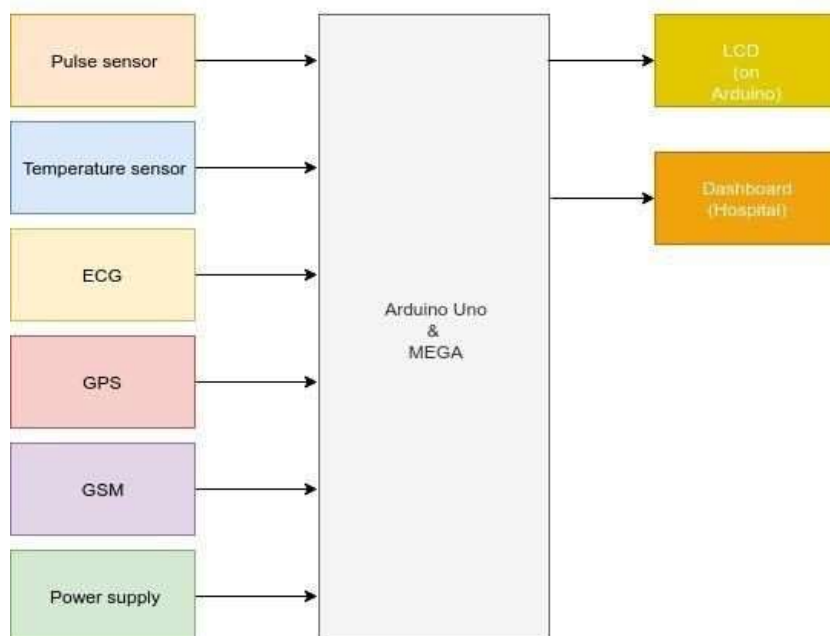 Pulse sensor
Temperature sensor
ECG
GPS
GSM
Power supply
Arduino Uno
&
MEGA
LCD
(on
Arduino)
Dashboard
(Hospital)